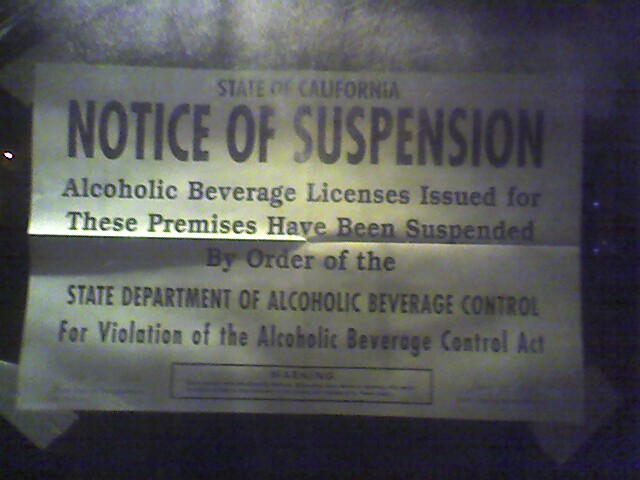 STATE OF CALIFORNIA
NOTICE OF SUSPENSION
Alcoholic Beverage Licenses Issued for
These Premises Have Been Suspended
By Order of the
STATE DEPARTMENT OF ALCOHOLIC BEVERAGE CONTROL
For Violation of the Alcoholic Beverage Control Act
WARNING